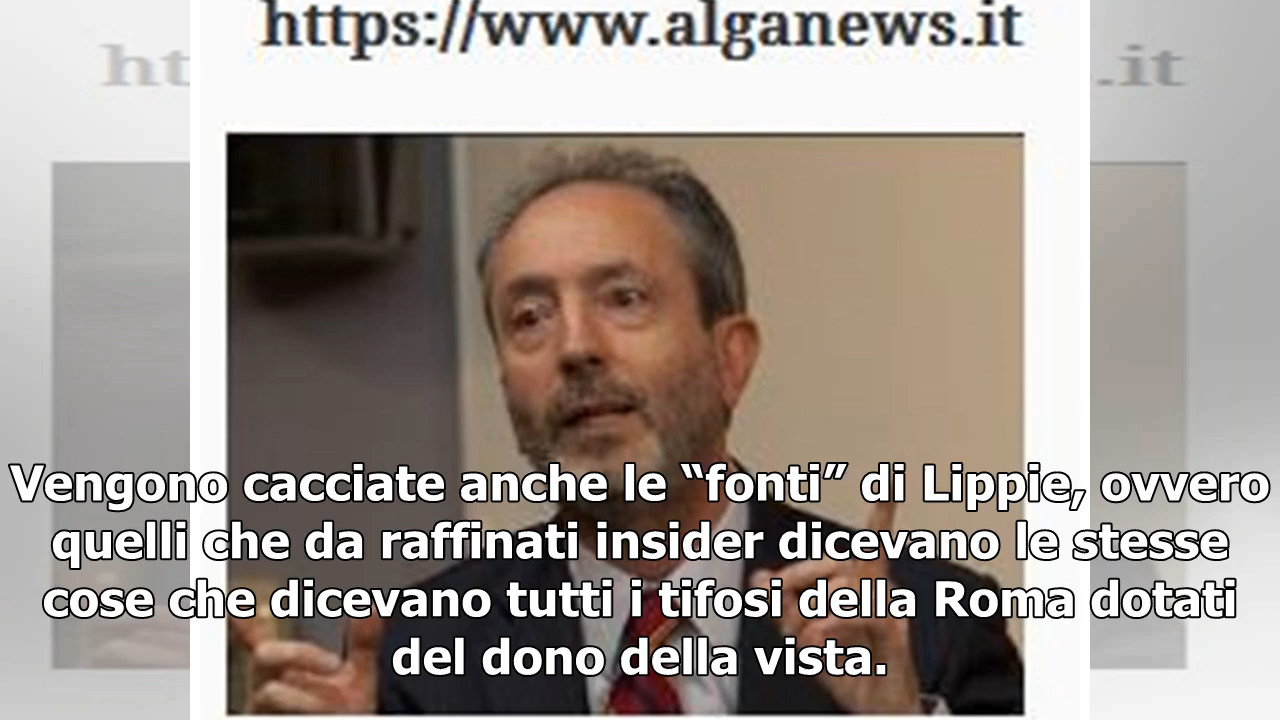 https://www.alganews.it
Vengono cacciate anche le “fonti” di Lippie, ovvero
quelli che da raffinati insider dicevano le stesse
cose che dicevano tutti i tifosi della Roma dotati
del dono della vista.